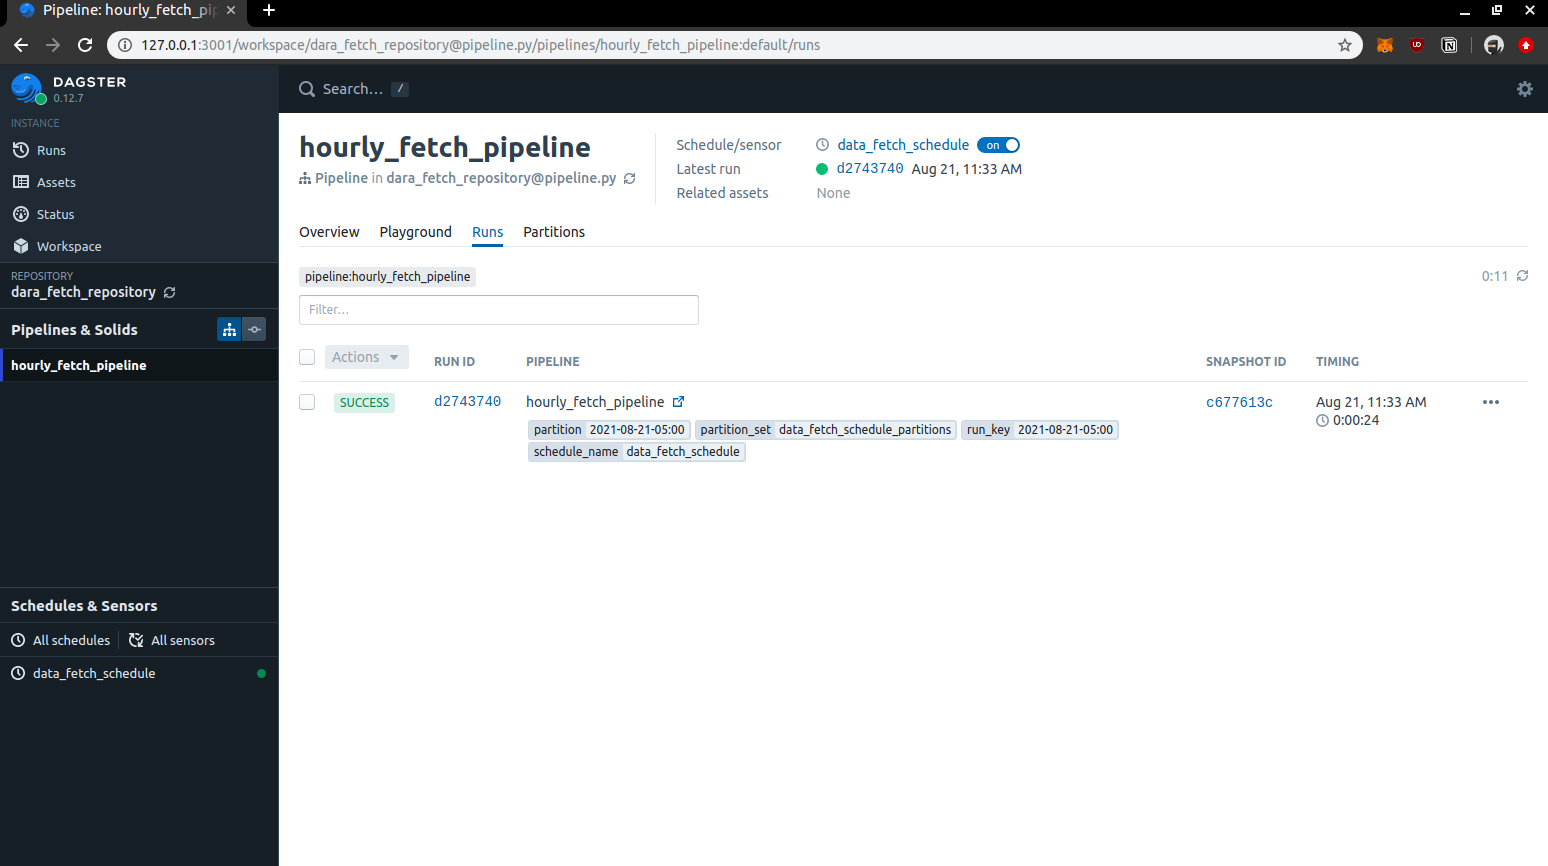 Pipeline: hourly_fetch_pip
127.0.0.1:3001/workspace/dara_fetch_repository@pipeline.py/pipelines/hourly_fetch_pipeline:default/runs
DAGSTER
0.12.7
INSTANCE
Runs
Assets
Status
Workspace
REPOSITORY
dara_fetch_repository
Pipelines & Solids
hourly_fetch_pipeline
Schedules & Sensors
All schedules All sensors
data_fetch_schedule
Search… /
hourly_fetch_pipeline
Pipeline in dara_fetch_repository@pipeline.py
Schedule/sensor data_fetch_schedule on
Latest run d2743740 Aug 21, 11:33 AM
Related assets None
Overview Playground Runs Partitions
pipeline:hourly_fetch_pipeline 0:11
Filter…
Actions RUN ID PIPELINE SNAPSHOT ID TIMING
SUCCESS d2743740 hourly_fetch_pipeline c677613c Aug 21, 11:33 AM
0:00:24
partition 2021-08-21-05:00 partition_set data_fetch_schedule_partitions run_key 2021-08-21-05:00
schedule_name data_fetch_schedule